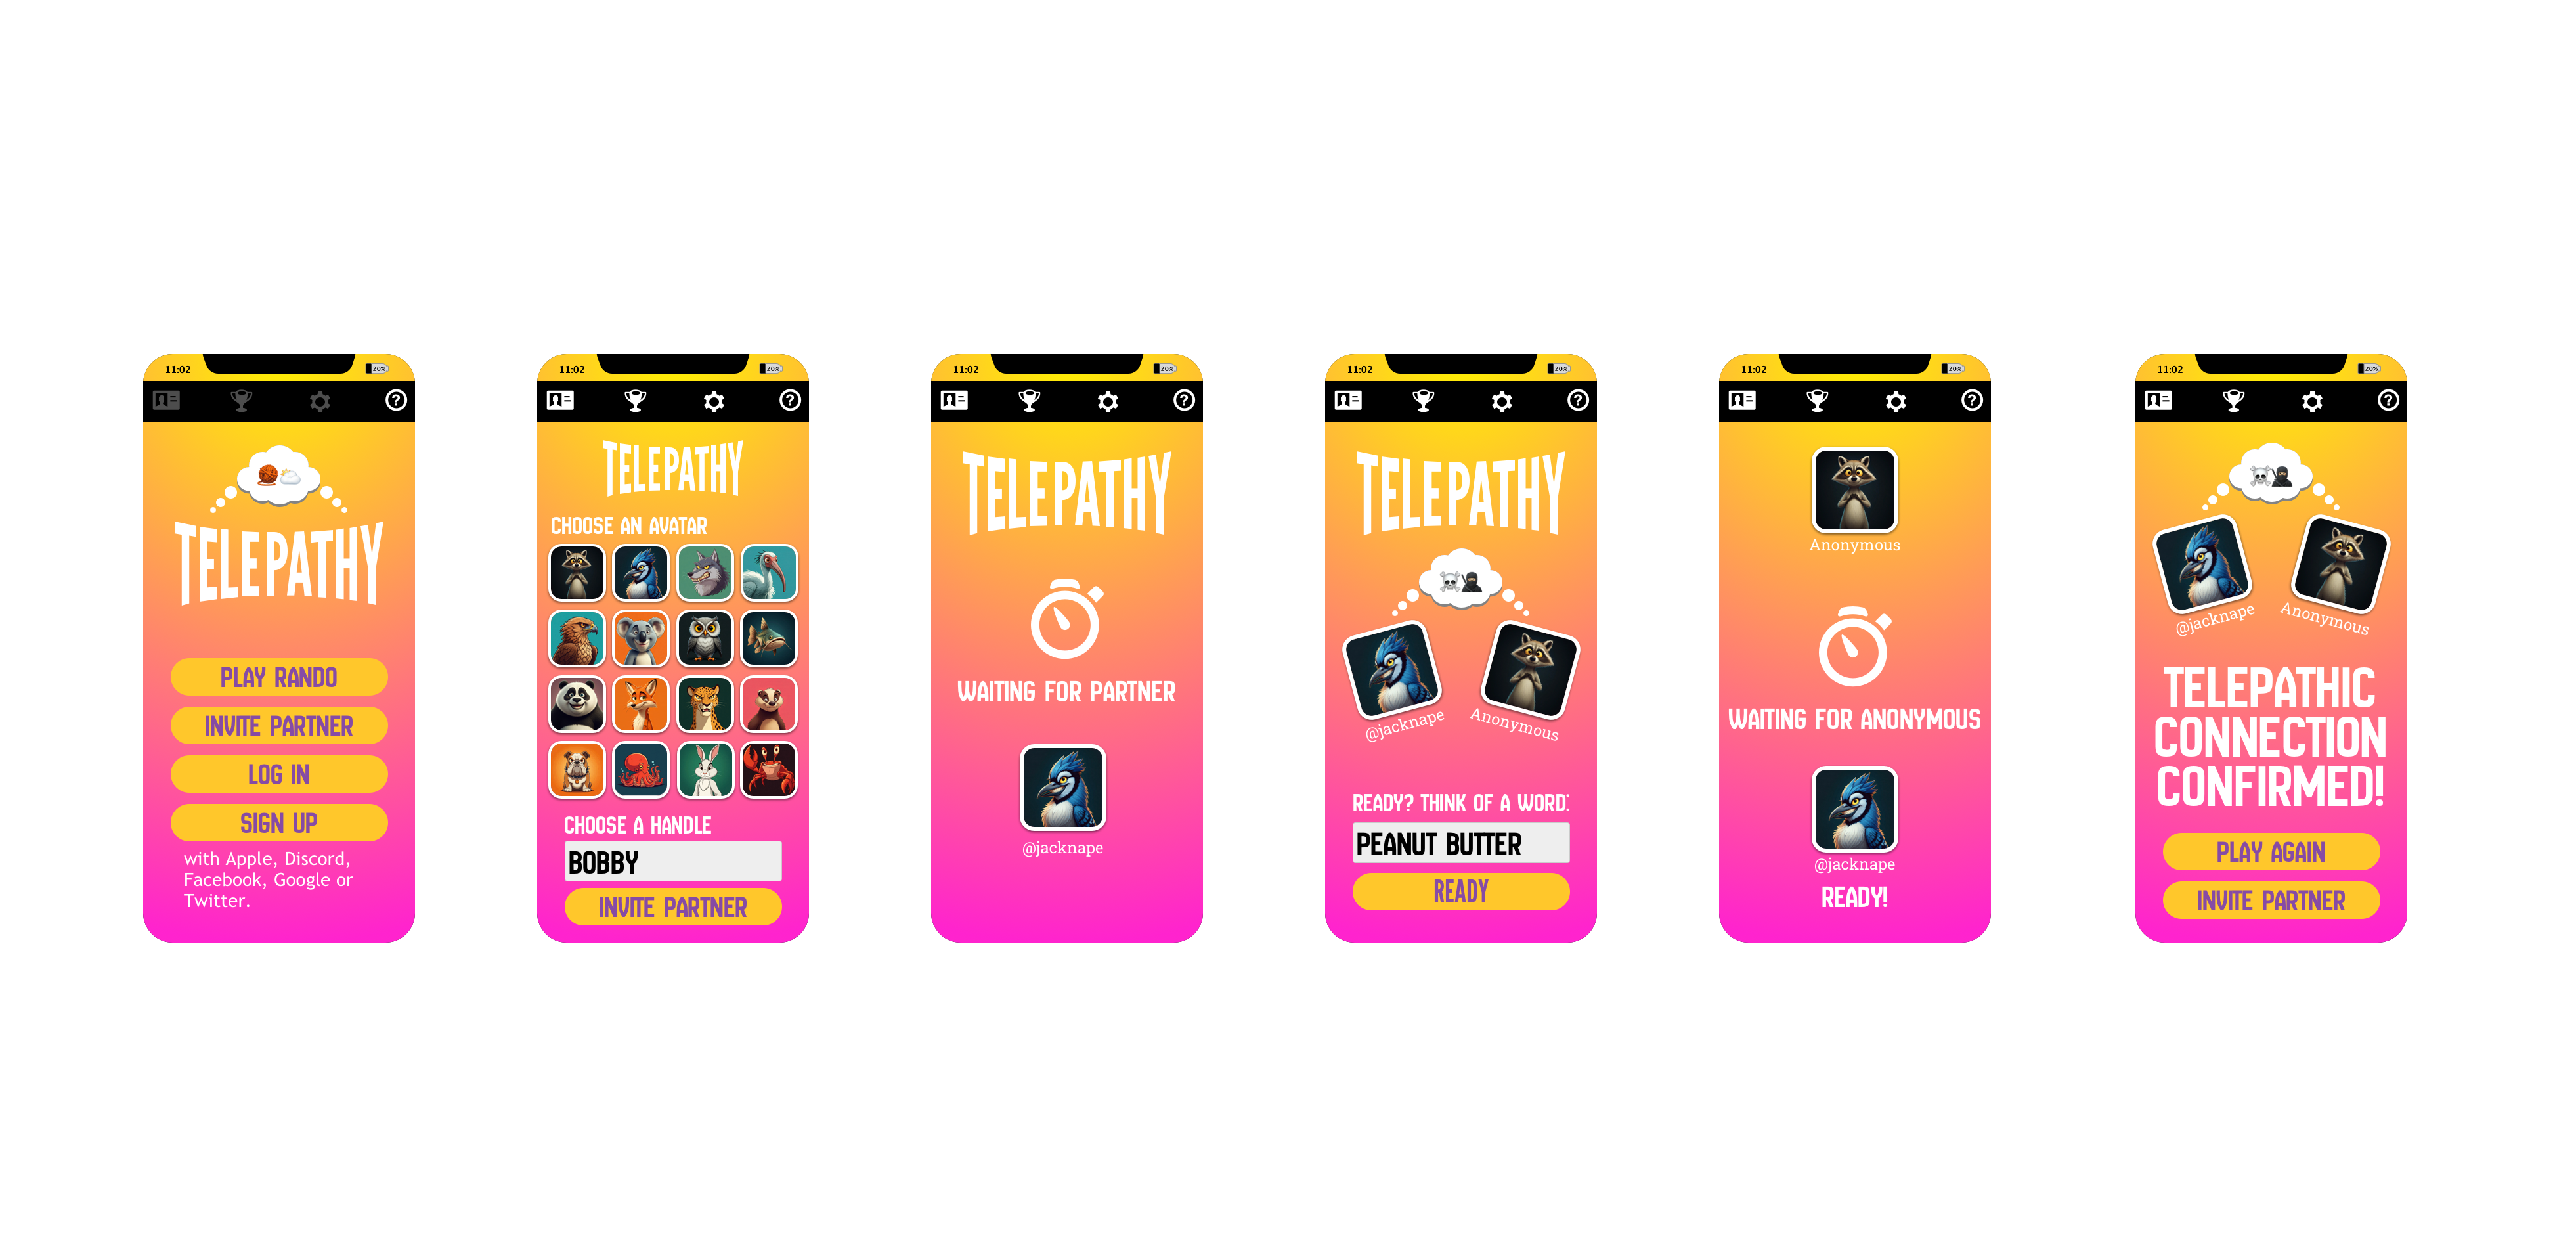 11:02
20%
TELEPATHY
PLAY RANDO
INVITE PARTNER
LOG IN
SIGN UP
with Apple, Discord,
Facebook, Google or
Twitter.
11:02
20%
TELEPATHY
CHOOSE AN AVATAR
CHOOSE A HANDLE
BOBBY
INVITE PARTNER
11:02
20%
TELEPATHY
WAITING FOR PARTNER
@jacknape
11:02
20%
TELEPATHY
@jacknape
Anonymous
READY? THINK OF A WORD:
PEANUT BUTTER
READY
11:02
20%
Anonymous
WAITING FOR ANONYMOUS
@jacknape
READY!
11:02
20%
@jacknape
Anonymous
TELEPATHIC
CONNECTION
CONFIRMED!
PLAY AGAIN
INVITE PARTNER